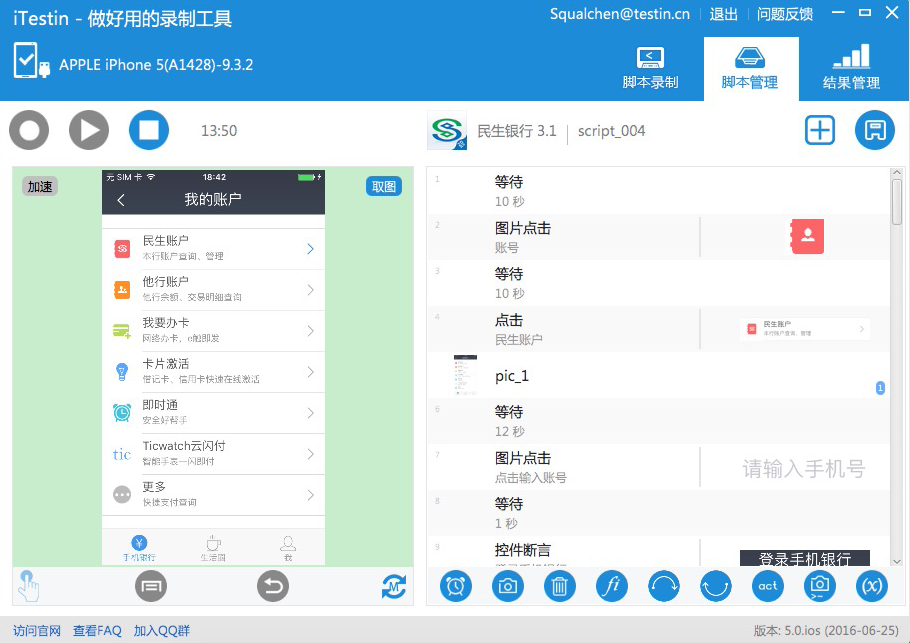 iTestin - 做好用的录制工具
Squalchen@testin.cn 退出 问题反馈
APPLE iPhone 5(A1428)-9.3.2
脚本录制 脚本管理 结果管理
13:50
民生银行 3.1 script_004
加速
取图
无 SIM 卡 18:42
我的账户
民生账户
本行账户查询、管理
他行账户
他行余额、交易明细查询
我要办卡
网络办卡，e触即发
卡片激活
借记卡、信用卡快速在线激活
即时通
安全好帮手
tic
Ticwatch云闪付
智能手表一闪即付
更多
快捷支付查询
手机银行 生活圈 我
1
等待
10 秒
2
图片点击
账号
3
等待
10 秒
4
点击
民生账户
民生账户
本行账户查询、管理
pic_1
1
6
等待
12 秒
7
图片点击
点击输入账号
请输入手机号
8
等待
1 秒
9
控件断言
登录手机银行
fi
act
(x)
访问官网 查看FAQ 加入QQ群
版本: 5.0.ios (2016-06-25)